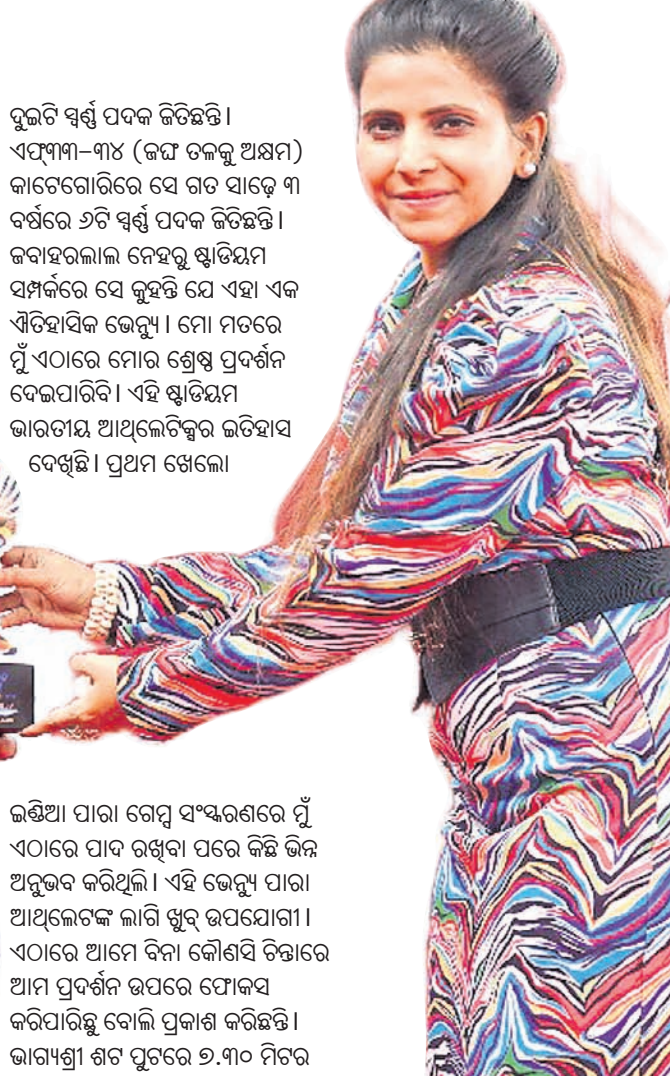 ଦୁଇଟି ସ୍ୱର୍ଣ୍ଣ ପଦକ ଜିତିଛନ୍ତି।
ଏଫ୍‌୩୩–୩୪ (ଜଙ୍ଘ ତଳକୁ ଅକ୍ଷମ)
କାଟେଗୋରିରେ ସେ ଗତ ସାଢ଼େ ୩
ବର୍ଷରେ ୬ଟି ସ୍ୱର୍ଣ୍ଣ ପଦକ ଜିତିଛନ୍ତି।
ଜବାହରଲାଲ ନେହରୁ ଷ୍ଟାଡିୟମ
ସମ୍ପର୍କରେ ସେ କୁହନ୍ତି ଯେ ଏହା ଏକ
ଐତିହାସିକ ଭେନ୍ୟୁ। ମୋ ମତରେ
ମୁଁ ଏଠାରେ ମୋର ଶ୍ରେଷ୍ଠ ପ୍ରଦର୍ଶନ
ଦେଇପାରିବି। ଏହି ଷ୍ଟାଡିୟମ
ଭାରତୀୟ ଆଥ୍‌ଲେଟିକ୍ସର ଇତିହାସ
ଦେଖିଛି। ପ୍ରଥମ ଖେଲୋ
ଇଣ୍ଡିଆ ପାରା ଗେମ୍ସ ସଂସ୍କରଣରେ ମୁଁ
ଏଠାରେ ପାଦ ରଖିବା ପରେ କିଛି ଭିନ୍ନ
ଅନୁଭବ କରିଥିଲି। ଏହି ଭେନ୍ୟୁ ପାରା
ଆଥ୍‌ଲେଟଙ୍କ ଲାଗି ଖୁବ୍ ଉପଯୋଗୀ।
ଏଠାରେ ଆମେ ବିନା କୌଣସି ଚିନ୍ତାରେ
ଆମ ପ୍ରଦର୍ଶନ ଉପରେ ଫୋକସ
କରିପାରିଛୁ ବୋଲି ପ୍ରକାଶ କରିଛନ୍ତି।
ଭାଗ୍ୟଶ୍ରୀ ଶଟ ପୁଟରେ ୭.୩୦ ମିଟର